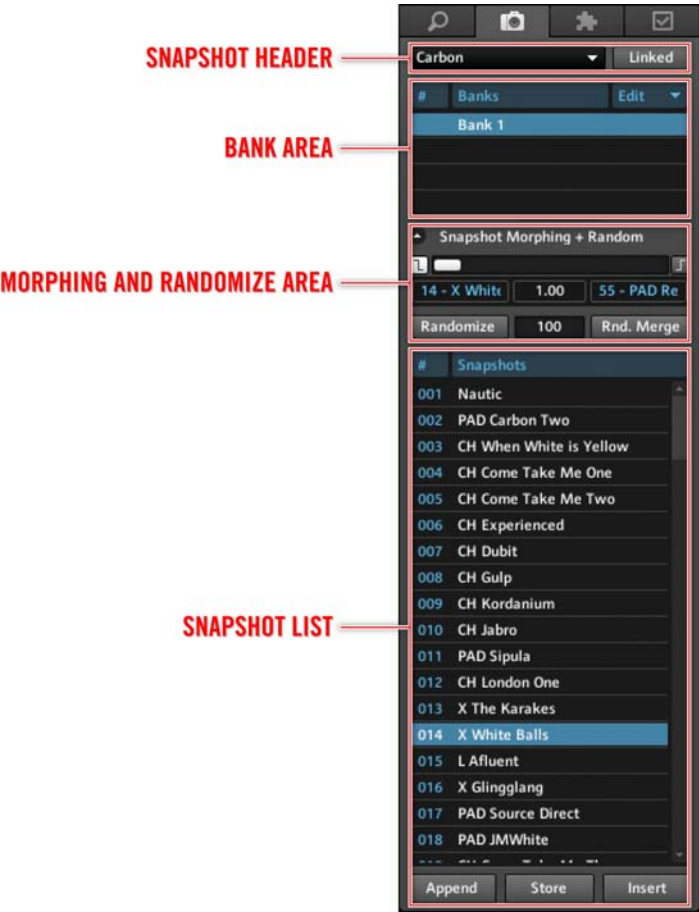 SNAPSHOT HEADER
Carbon Linked
# Banks Edit
BANK AREA
Bank 1
Snapshot Morphing + Random
MORPHING AND RANDOMIZE AREA
14 - X White 1.00 55 - PAD Re
Randomize 100 Rnd. Merge
# Snapshots
001 Nautic
002 PAD Carbon Two
003 CH When White is Yellow
004 CH Come Take Me One
005 CH Come Take Me Two
006 CH Experienced
007 CH Dubit
008 CH Gulp
009 CH Kordanium
SNAPSHOT LIST
010 CH Jabro
011 PAD Sipula
012 CH London One
013 X The Karakes
014 X White Balls
015 L Afluent
016 X Glingglang
017 PAD Source Direct
018 PAD JMWhite
Append Store Insert